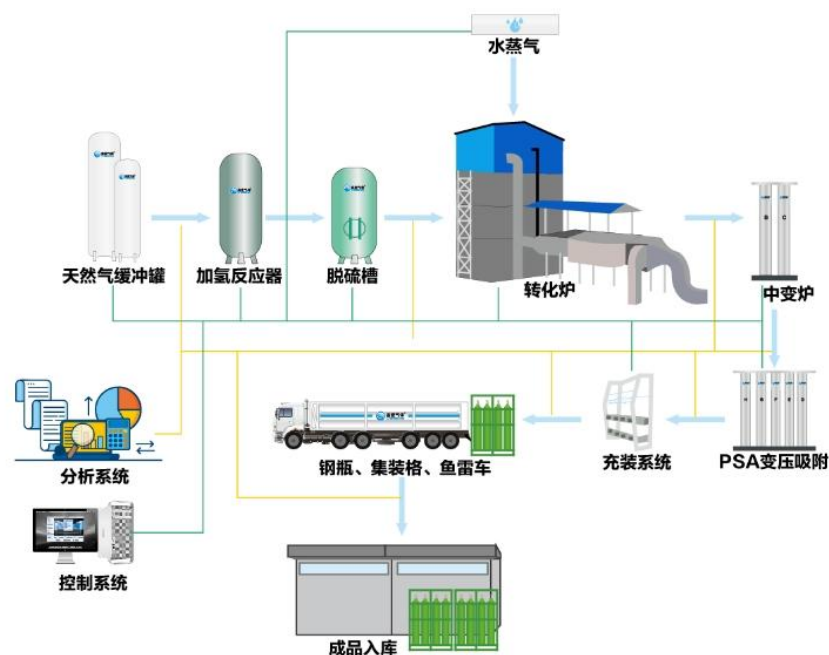 水蒸气
天然气缓冲罐
加氢反应器
脱硫槽
转化炉
中变炉
分析系统
钢瓶、集装格、鱼雷车
充装系统
PSA变压吸附
控制系统
成品入库